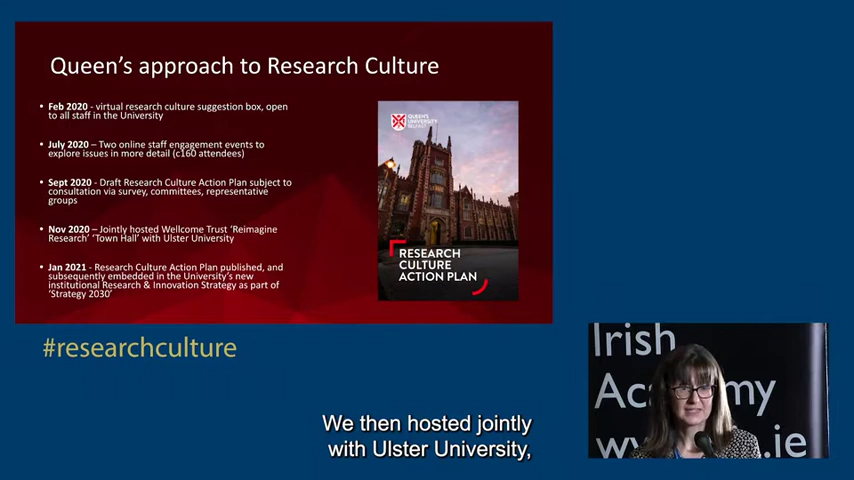 Queen's approach to Research Culture
• Feb 2020 - virtual research culture suggestion box, open
to all staff in the University
• July 2020 – Two online staff engagement events to
explore issues in more detail (c160 attendees)
• Sept 2020 - Draft Research Culture Action Plan subject to
consultation via survey, committees, representative
groups
• Nov 2020 – Jointly hosted Wellcome Trust 'Reimagine
Research' 'Town Hall' with Ulster University
• Jan 2021 - Research Culture Action Plan published, and
subsequently embedded in the University's new
institutional Research & Innovation Strategy as part of
'Strategy 2030'
QUEEN'S
UNIVERSITY
BELFAST
RESEARCH
CULTURE
ACTION PLAN
#researchculture
Irish
We then hosted jointly
with Ulster University,